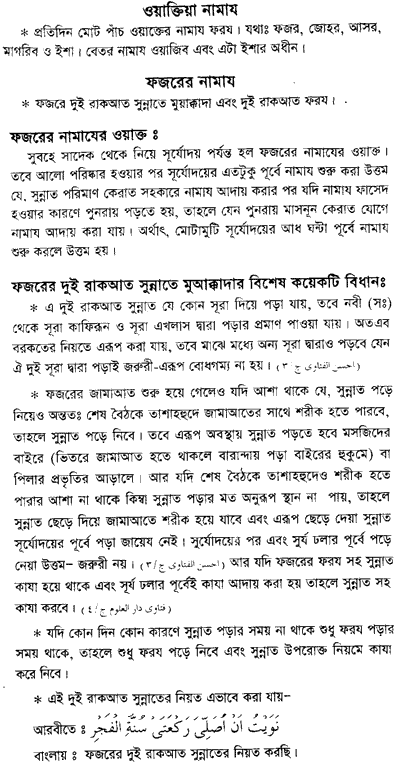 ওয়াক্তিয়া নামায
* প্রতিদিন মোট পাঁচ ওয়াক্তের নামায ফরয। যথাঃ ফজর, জোহর, আসর,
মাগরিব ও ইশা। বেতর নামায ওয়াজিব এবং এটা ইশার অধীন।
ফজরের নামায
* ফজরে দুই রাকআত সুন্নাতে মুয়াক্কাদা এবং দুই রাকআত ফরয।
ফজরের নামাযের ওয়াক্ত ঃ
সুবহে সাদেক থেকে নিয়ে সূর্যোদয় পর্যন্ত হল ফজরের নামাযের ওয়াক্ত।
তবে আলো পরিষ্কার হওয়ার পর সূর্যোদয়ের এতটুকু পূর্বে নামায শুরু করা উত্তম
যে, সুন্নাত পরিমাণ কেরাত সহকারে নামায আদায় করার পর যদি নামায ফাসেদ
হওয়ার কারণে পুনরায় পড়তে হয়, তাহলে যেন পুনরায় মাসনূন কেরাত যোগে
নামায আদায় করা যায়। অর্থাৎ, মোটামুটি সূর্যোদয়ের আধ ঘন্টা পূর্বে নামায
শুরু করলে উত্তম হয়।
ফজরের দুই রাকআত সুন্নাতে মুআক্কাদার বিশেষ কয়েকটি বিধানঃ
* এ দুই রাকআত সুন্নাত যে কোন সূরা দিয়ে পড়া যায়, তবে নবী (সঃ)
থেকে সূরা কাফিরূন ও সূরা এখলাস দ্বারা পড়ার প্রমাণ পাওয়া যায়। অতএব
বরকতের নিয়তে এরূপ করা যায়, তবে মাঝে মধ্যে অন্য সূরা দ্বারাও পড়বে যেন
ঐ দুই সূরা দ্বারা পড়াই জরূরী-এরূপ বোধগম্য না হয়। (احسن الفتاوى ج / ٣)
* ফজরের জামাআত শুরু হয়ে গেলেও যদি আশা থাকে যে, সুন্নাত পড়ে
নিয়েও অন্ততঃ শেষ বৈঠকে তাশাহহুদে জামাআতের সাথে শরীক হতে পারবে,
তাহলে সুন্নাত পড়ে নিবে। তবে এরূপ অবস্থায় সুন্নাত পড়তে হবে মসজিদের
বাইরে (ভিতরে জামাআত হতে থাকলে বারান্দায় পড়া বাইরের হুকুমে) বা
পিলার প্রভৃতির আড়ালে। আর যদি শেষ বৈঠকে তাশাহহুদেও শরীক হতে
পারার আশা না থাকে কিম্বা সুন্নাত পড়ার মত অনুরূপ স্থান না পায়, তাহলে
সুন্নাত ছেড়ে দিয়ে জামাআতে শরীক হয়ে যাবে এবং এরূপ ছেড়ে দেয়া সুন্নাত
সূর্যোদয়ের পূর্বে পড়া জায়েয নেই। সূর্যোদয়ের পর এবং সূর্য ঢলার পূর্বে পড়ে
নেয়া উত্তম- জরূরী নয়। (احسن الفتاوى ج/٣) আর যদি ফজরের ফরয সহ সুন্নাত
কাযা হয়ে থাকে এবং সূর্য ঢলার পূর্বেই কাযা আদায় করা হয় তাহলে সুন্নাত সহ
কাযা করবে। (فتاوى دار العلوم ج/٤)
* যদি কোন দিন কোন কারণে সুন্নাত পড়ার সময় না থাকে শুধু ফরয পড়ার
সময় থাকে, তাহলে শুধু ফরয পড়ে নিবে এবং সুন্নাত উপরোক্ত নিয়মে কাযা
করে নিবে।
* এই দুই রাকআত সুন্নাতের নিয়ত এভাবে করা যায়-
আরবীতে ঃ نَوَيْتُ أَنْ أُصَلِّىَ رَكْعَتَىْ سُنَّةِ الْفَجْرِ
বাংলায় ঃ ফজরের দুই রাকআত সুন্নাতের নিয়ত করছি।